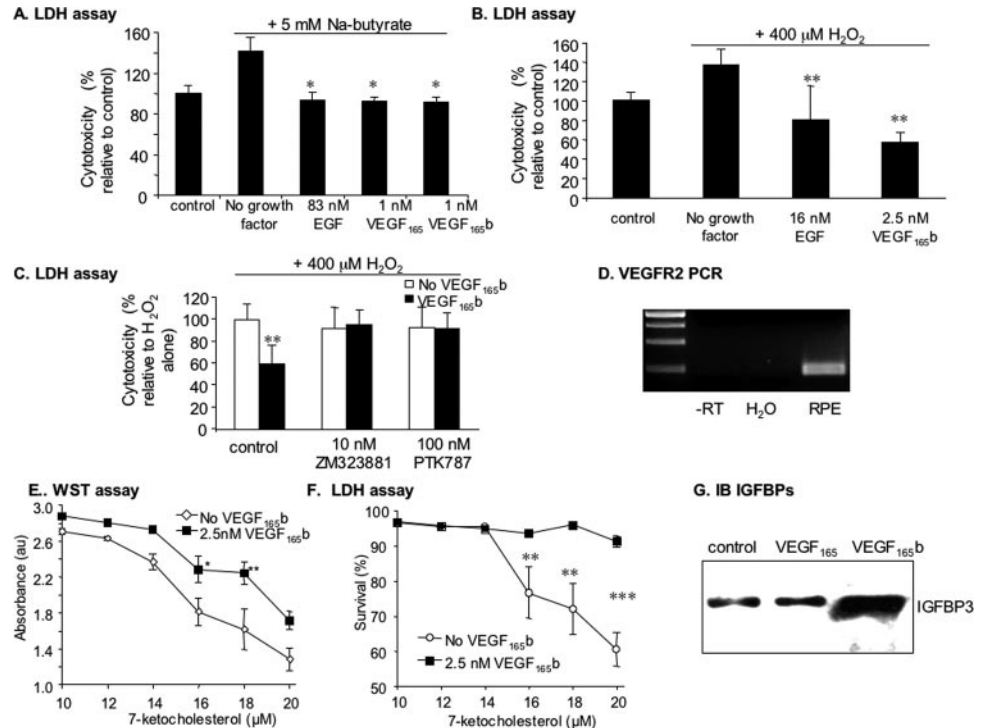 A. LDH assay
+ 5 mM Na-butyrate
Cytotoxicity (%
relative to control)
160
120
80
40
0
*
*
*
control
No growth
factor
83 nM
EGF
1 nM
VEGF165
1 nM
VEGF165b
B. LDH assay
+ 400 μM H2O2
Cytotoxicity (%
relative to control)
160
140
120
100
80
60
40
20
0
**
**
control
No growth
factor
16 nM
EGF
2.5 nM
VEGF165b
C. LDH assay
+ 400 μM H2O2
No VEGF165b
VEGF165b
Cytotoxicity (%
relative to H2O2
alone)
120
100
80
60
40
20
0
**
control
10 nM
ZM323881
100 nM
PTK787
D. VEGFR2 PCR
-RT
H2O
RPE
E.. WST assay
No VEGF165b
2.5nM VEGF165b
Absorbance (au)
3.0
2.6
2.2
1.8
1.4
1.0
*
**
10
12
14
16
18
20
7-ketocholesterol (μM)
F. LDH assay
Survival (%)
100
90
80
70
60
50
**
**
***
No VEGF165b
2.5 nM VEGF165b
10
12
14
16
18
20
7-ketocholesterol (μM)
G. IB IGFBPs
control
VEGF165
VEGF165b
IGFBP3